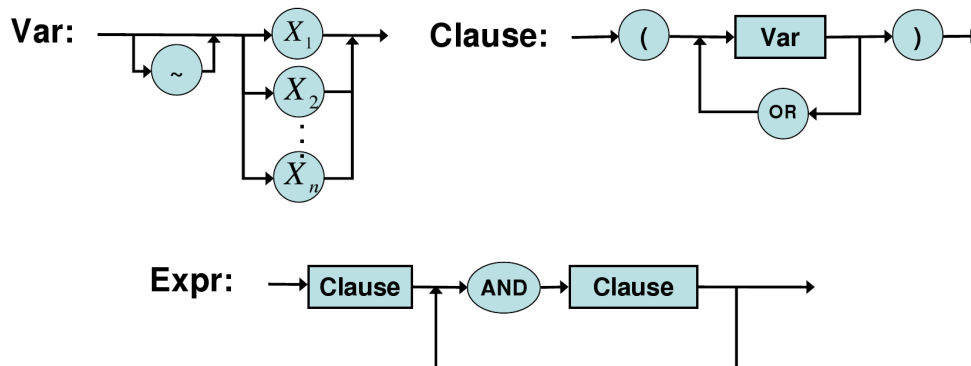 Var:
~
X1
X2
Xn
Clause:
(
Var
)
OR
Expr:
Clause
AND
Clause